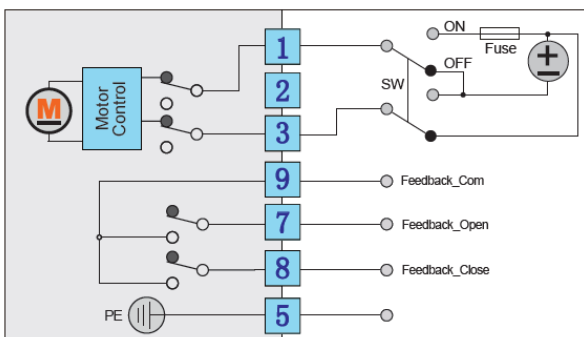 ON
Fuse
OFF
SW
M
Motor
Control
1
2
3
9
Feedback_Com
7
Feedback_Open
8
Feedback_Close
PE
5